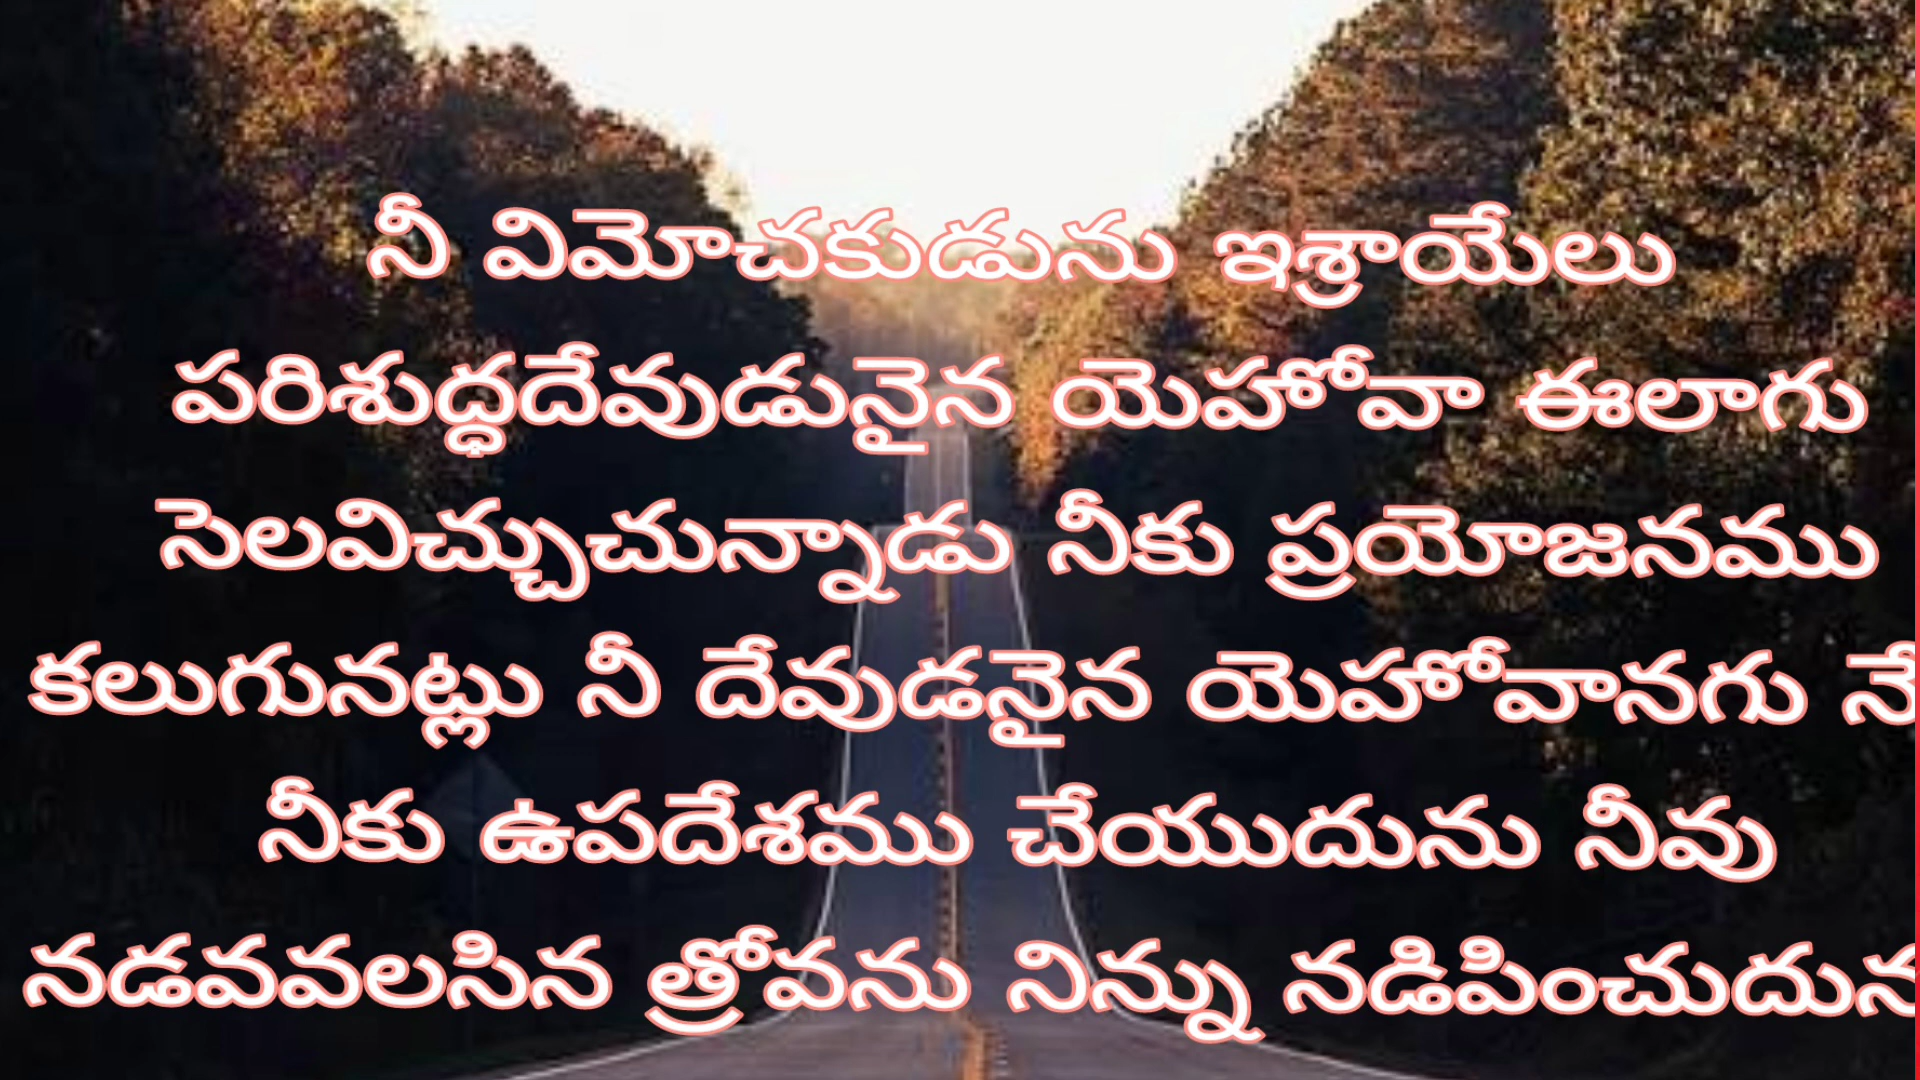 నీ విమోచకుడును ఇశ్రాయేలు
పరిశుద్ధదేవుడునైన యెహోవా ఈలాగు
సెలవిచ్చుచున్నాడు నీకు ప్రయోజనము
కలుగునట్లు నీ దేవుడనైన యెహోవానగు నే
నీకు ఉపదేశము చేయుదును నీవు
నడవవలసిన త్రోవను నిన్ను నడిపించుదున